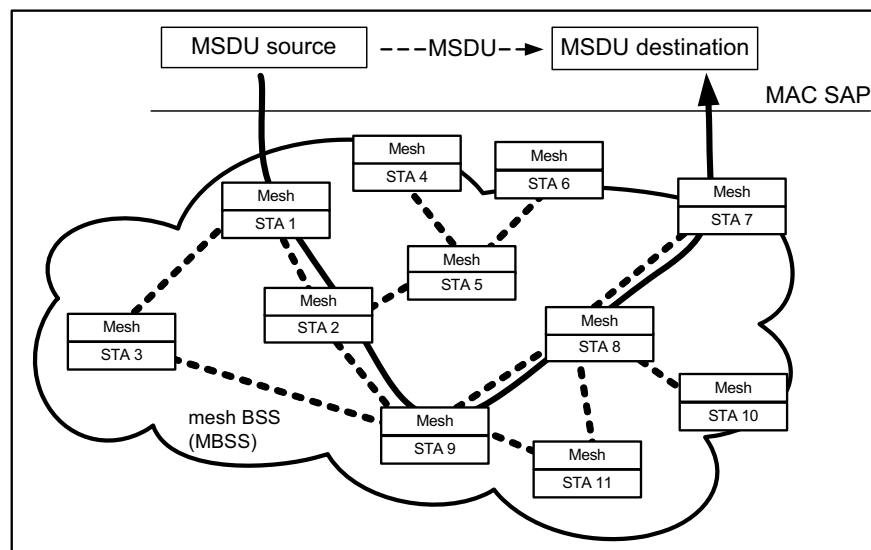 MSDU source
MSDU
MSDU destination
MAC SAP
Mesh
STA 4
Mesh
STA 6
Mesh
STA 1
Mesh
STA 7
Mesh
STA 5
Mesh
STA 2
Mesh
STA 3
Mesh
STA 8
Mesh
STA 10
mesh BSS
(MBSS)
Mesh
STA 9
Mesh
STA 11